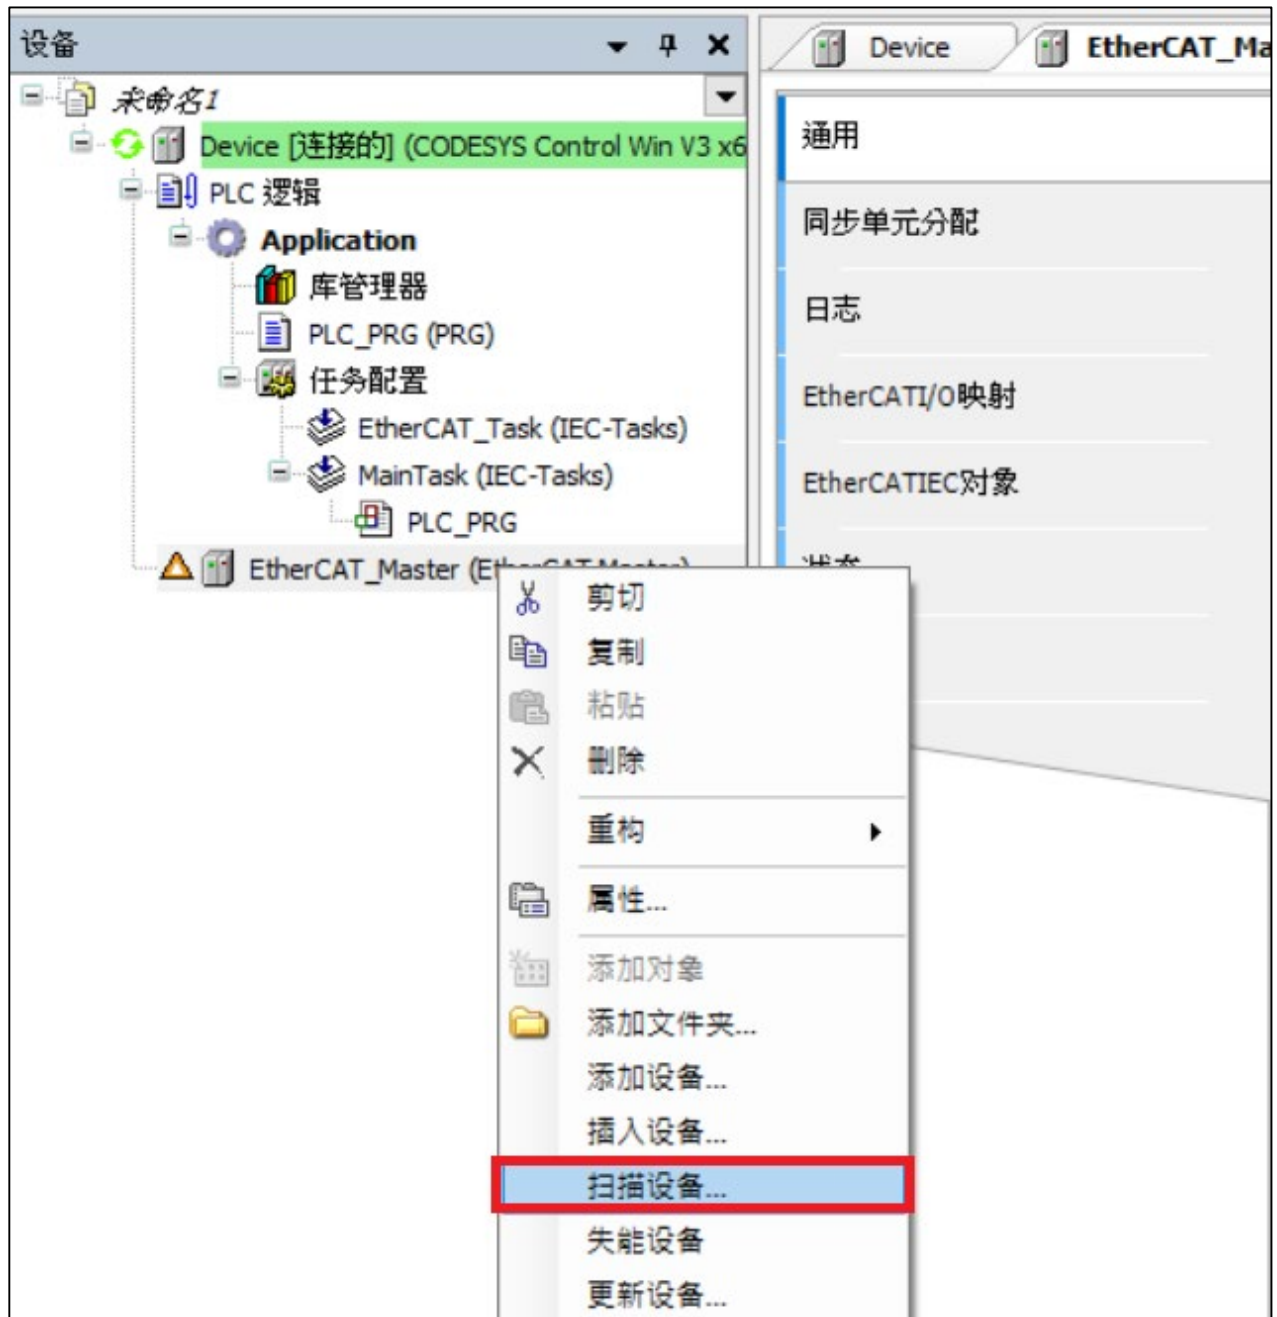 设备
未命名1
Device [连接的] (CODESYS Control Win V3 x6
PLC 逻辑
Application
库管理器
PLC_PRG (PRG)
任务配置
EtherCAT_Task (IEC-Tasks)
MainTask (IEC-Tasks)
PLC_PRG
EtherCAT_Master (EtherCAT Master)
剪切
复制
粘贴
删除
重构
属性...
添加对象
添加文件夹...
添加设备...
插入设备...
扫描设备...
失能设备
更新设备...
Device
EtherCAT_Ma
通用
同步单元分配
日志
EtherCATI/O映射
EtherCATIEC对象
状态